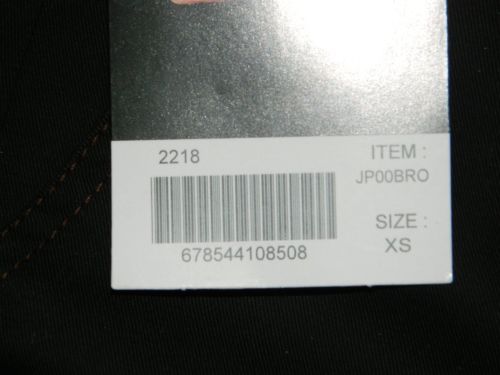 2218
ITEM :
JP00BRO
678544108508
SIZE :
XS